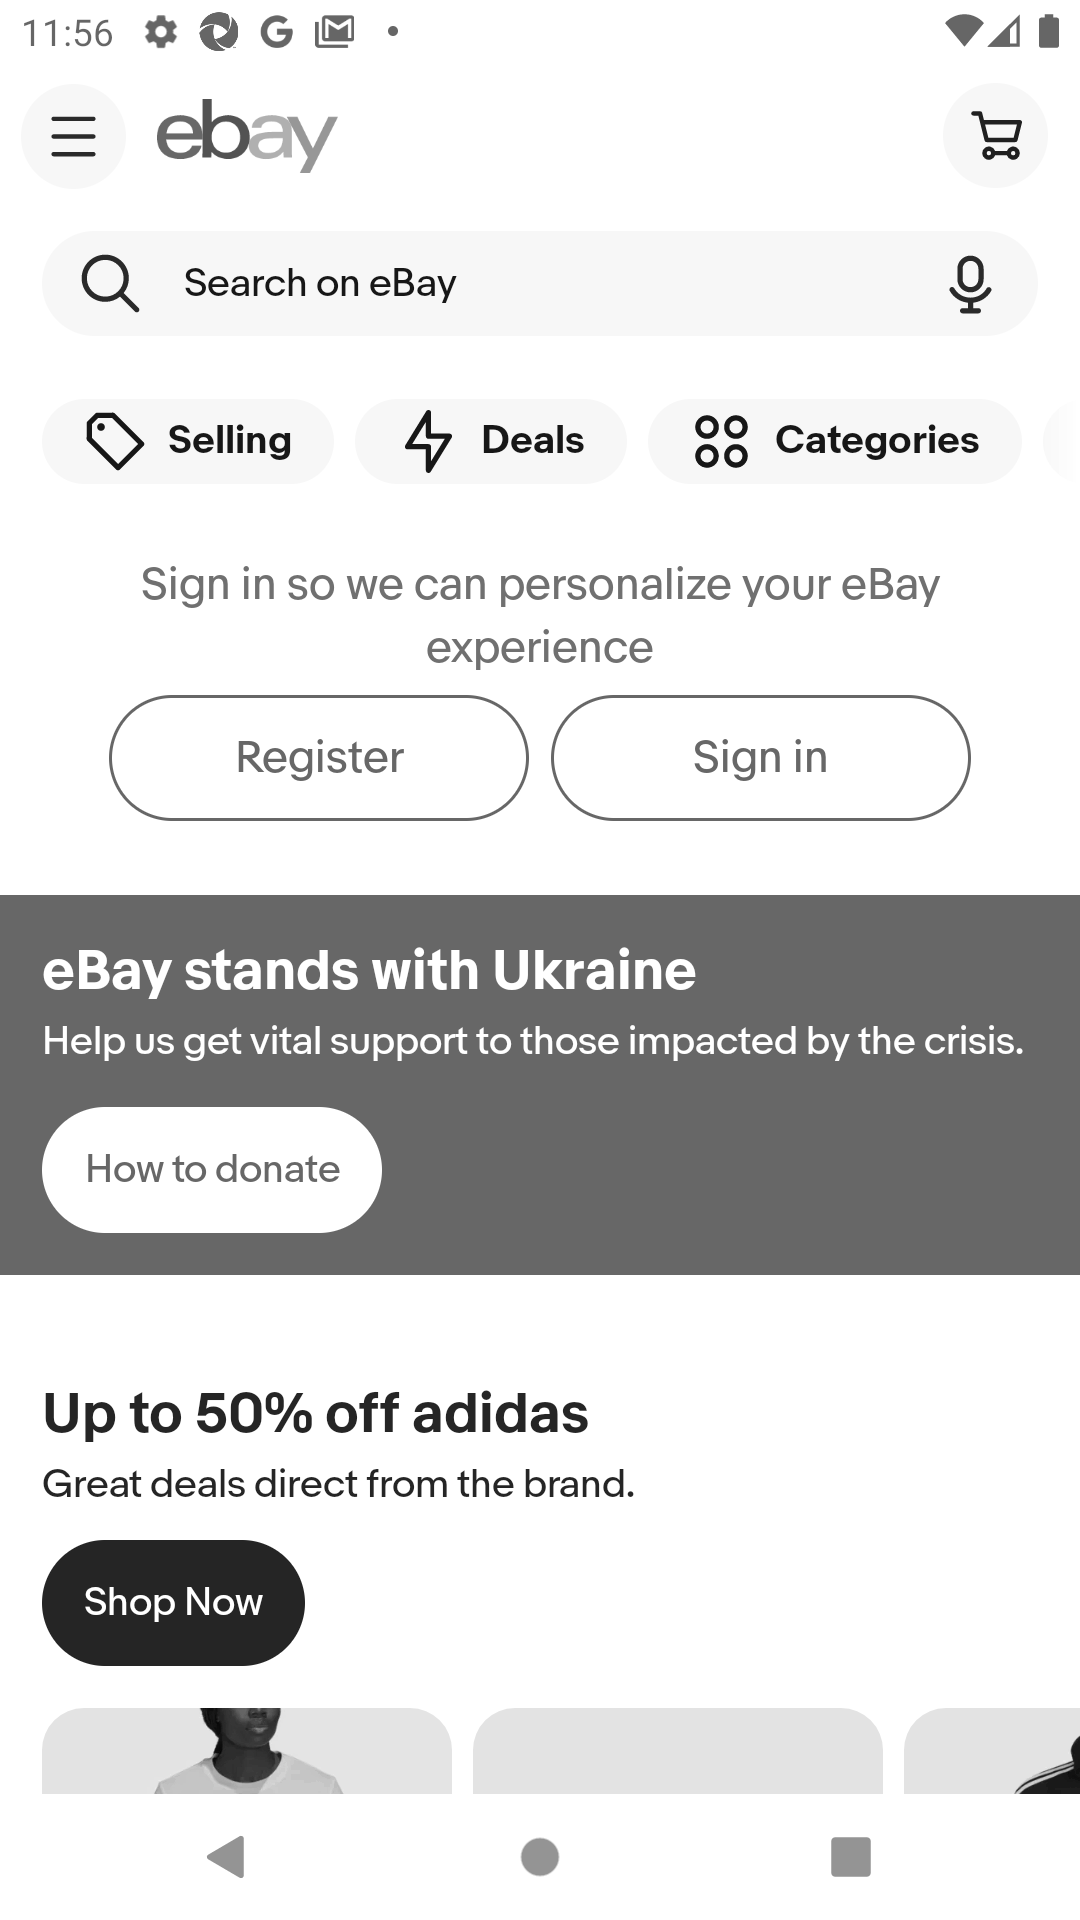 11:56
ebay
Search on eBay
Selling
Deals
Categories
Sign in so we can personalize your eBay
experience
Register
Sign in
eBay stands with Ukraine
Help us get vital support to those impacted by the crisis.
How to donate
Up to 50% off adidas
Great deals direct from the brand.
Shop Now